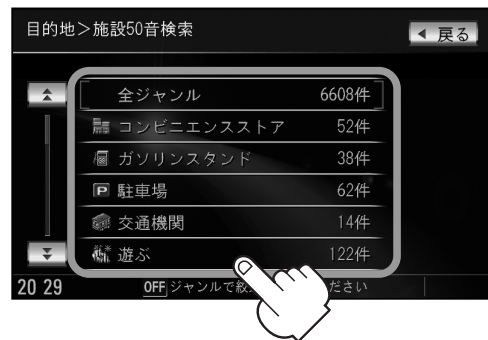 目的地>施設50音検索
戻る
全ジャンル 6608件
コンビニエンスストア 52件
ガソリンスタンド 38件
P 駐車場 62件
交通機関 14件
遊ぶ 122件
20 29 OFF ジャンルで絞 ださい